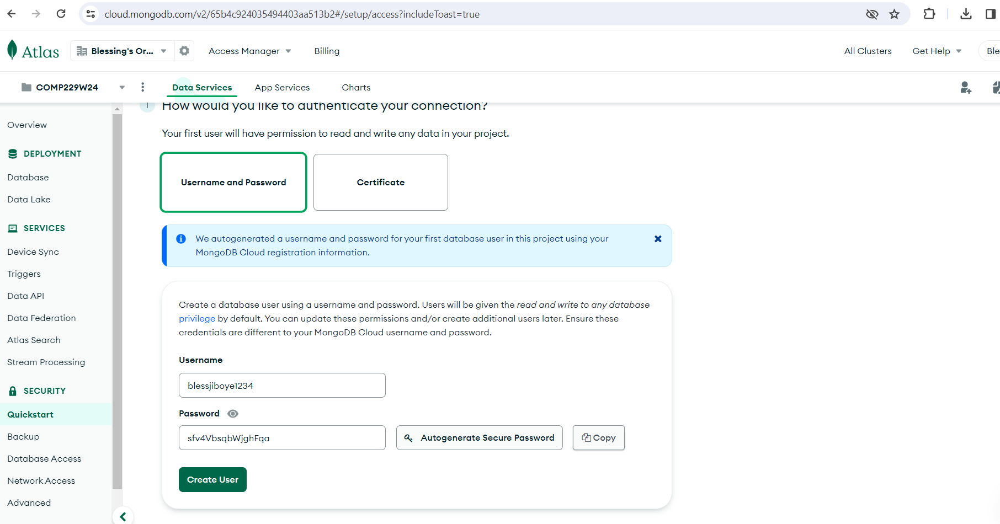 cloud.mongodb.com/v2/65b4c924035494403aa513b2#/setup/access?includeToast=true
Atlas
Blessing's Or...
Access Manager
Billing
All Clusters
Get Help
Ble
COMP229W24
Data Services
App Services
Charts
Overview
DEPLOYMENT
Database
Data Lake
SERVICES
Device Sync
Triggers
Data API
Data Federation
Atlas Search
Stream Processing
SECURITY
Quickstart
Backup
Database Access
Network Access
Advanced
1 How would you like to authenticate your connection?
Your first user will have permission to read and write any data in your project.
Username and Password
Certificate
We autogenerated a username and password for your first database user in this project using your
MongoDB Cloud registration information.
Create a database user using a username and password. Users will be given the read and write to any database
privilege by default. You can update these permissions and/or create additional users later. Ensure these
credentials are different to your MongoDB Cloud username and password.
Username
blessjiboye1234
Password
sfv4VbsqbWjghFqa
Autogenerate Secure Password
Copy
Create User